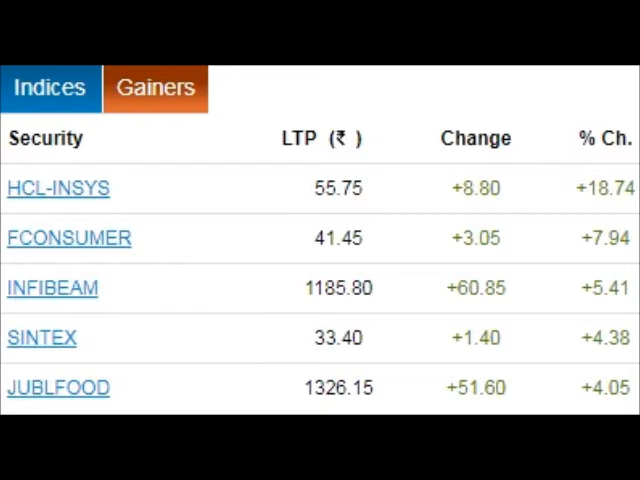 Indices Gainers
Security LTP (₹ ) Change % Ch.
HCL-INSYS 55.75 +8.80 +18.74
FCONSUMER 41.45 +3.05 +7.94
INFIBEAM 1185.80 +60.85 +5.41
SINTEX 33.40 +1.40 +4.38
JUBLFOOD 1326.15 +51.60 +4.05